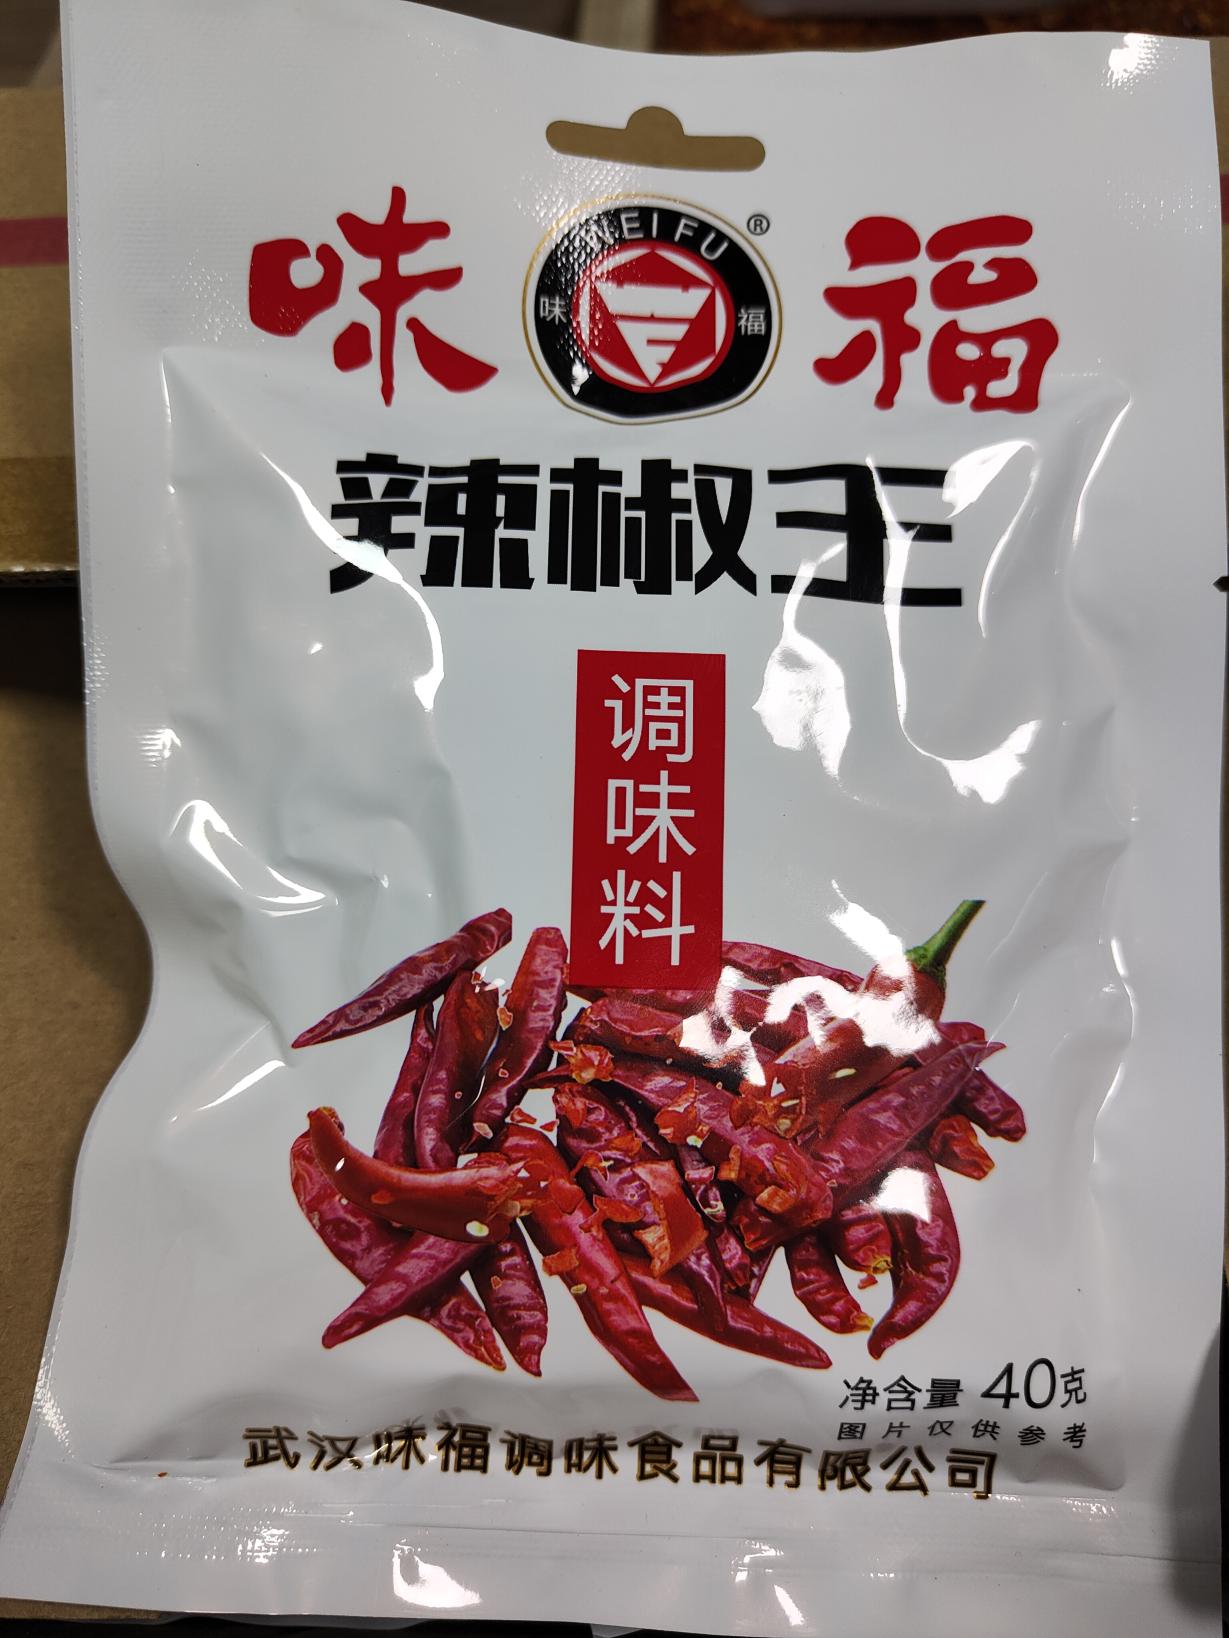 味 福
WEIFU ®
味 福
辣椒王
调味料
净含量 40克
图片仅供参考
武汉味福调味食品有限公司